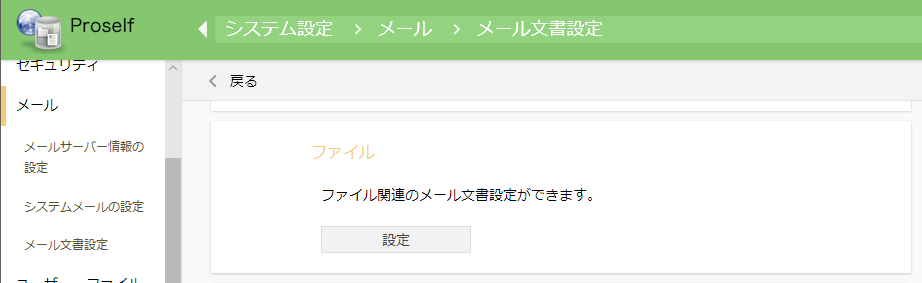 Proself
システム設定 > メール > メール文書設定
セキュリティ
メール
メールサーバー情報の
設定
システムメールの設定
メール文書設定
戻る
ファイル
ファイル関連のメール文書設定ができます。
設定